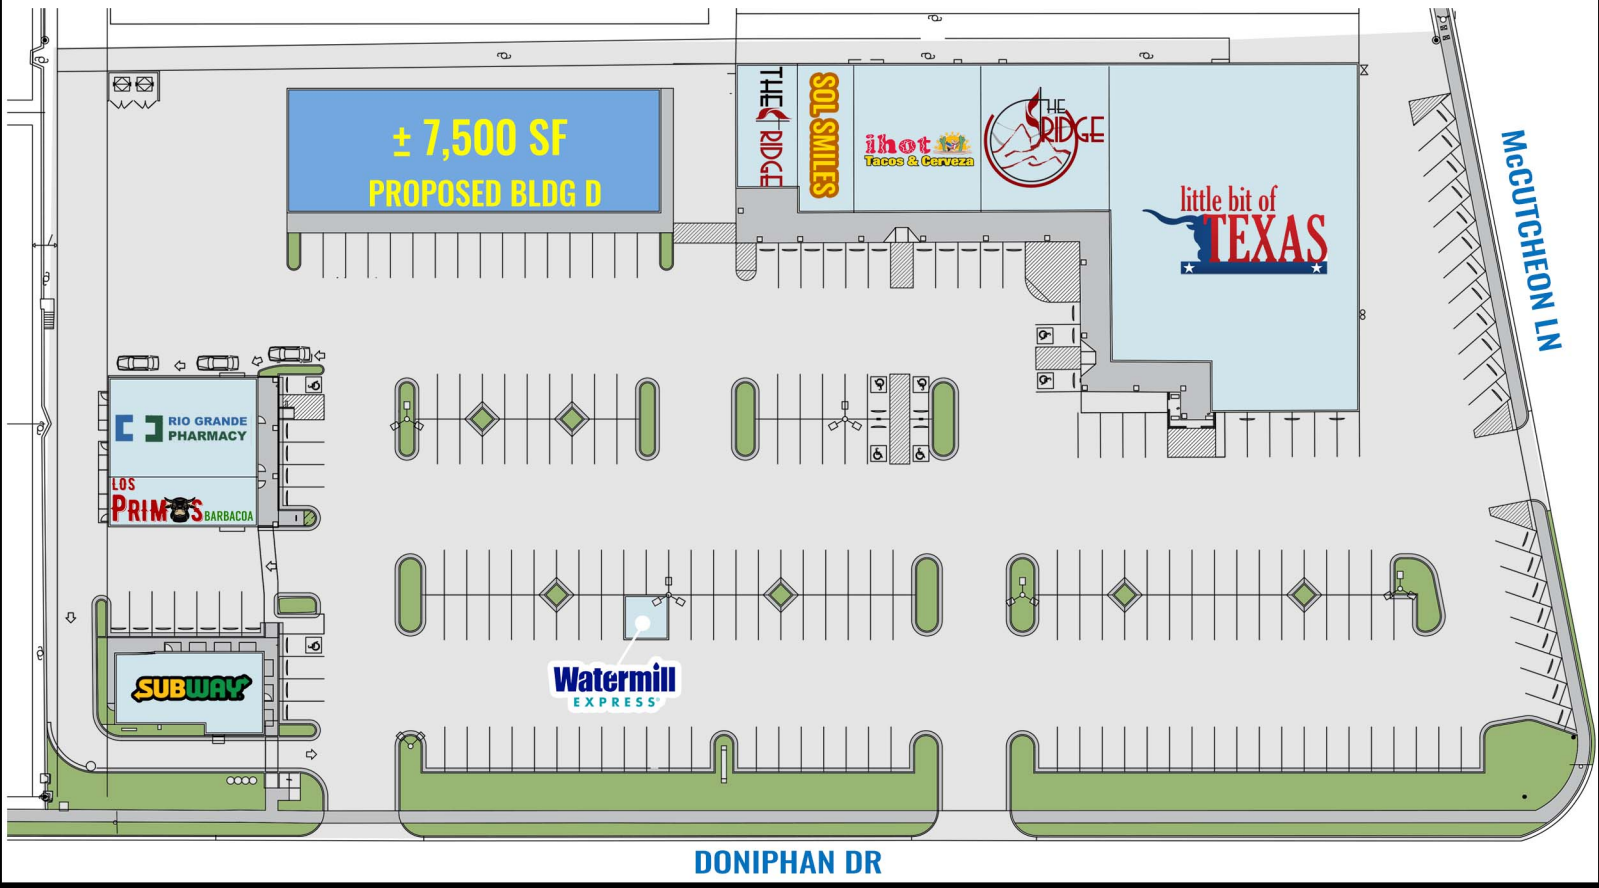 ± 7,500 SF
PROPOSED BLDG D
THE RIDGE
SOL SMILES
ihot
Tacos & Cerveza
THE
RIDGE
little bit of
TEXAS
McCUTCHEON LN
RIO GRANDE
PHARMACY
LOS
PRIMOS BARBACOA
SUBWAY
Watermill
EXPRESS
DONIPHAN DR